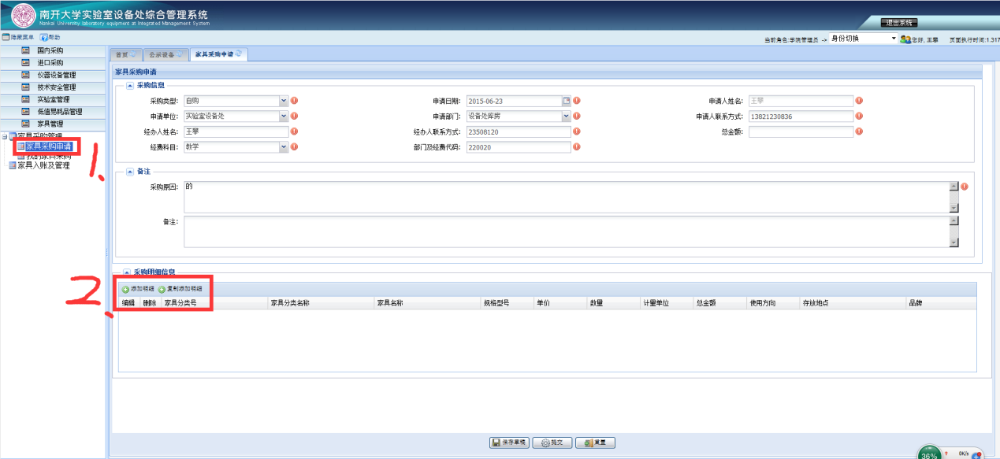 南开大学实验室设备处综合管理系统
Nankai University laboratory equipment at Integrated Management System
退出系统
隐藏菜单 帮助
当前角色:学院管理员 -> 身份切换 您好, 王攀 页面执行时间:1.317
国内采购
进口采购
仪器设备管理
技术安全管理
实验室管理
低值易耗品管理
家具管理
家具采购管理
家具采购申请
我的家具采购
家具入账及管理
1.
首页 公示设备 家具采购申请
家具采购申请
采购信息
采购类型: 自购 申请日期: 2015-06-23 申请人姓名: 王攀
申请单位: 实验室设备处 申请部门: 设备处库房 申请人联系方式: 13821230836
经办人姓名: 王攀 经办人联系方式: 23508120 总金额:
经费科目: 教学 部门及经费代码: 220020
备注
采购原因: 的
备注:
采购明细信息
2.
添加明细 复制添加明细
编辑 删除 家具分类号 家具分类名称 家具名称 规格型号 单价 数量 计量单位 总金额 使用方向 存放地点 品牌
保存草稿 提交 重置
36% 0K/s